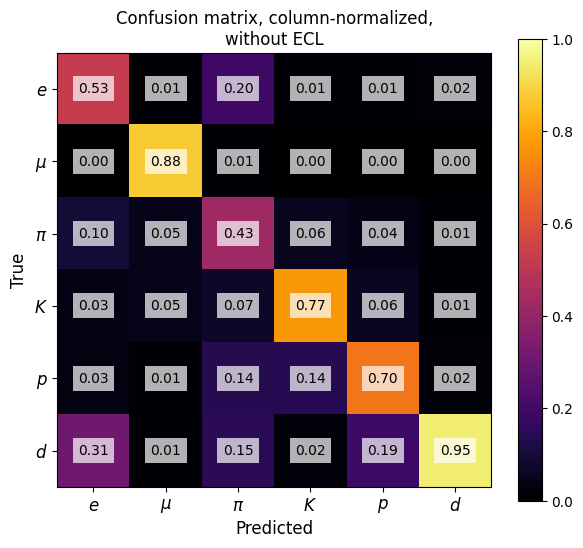 Confusion matrix, column-normalized,
without ECL
True
e 0.53 0.01 0.20 0.01 0.01 0.02
μ 0.00 0.88 0.01 0.00 0.00 0.00
π 0.10 0.05 0.43 0.06 0.04 0.01
K 0.03 0.05 0.07 0.77 0.06 0.01
p 0.03 0.01 0.14 0.14 0.70 0.02
d 0.31 0.01 0.15 0.02 0.19 0.95
e μ π K p d
Predicted
1.0
0.8
0.6
0.4
0.2
0.0